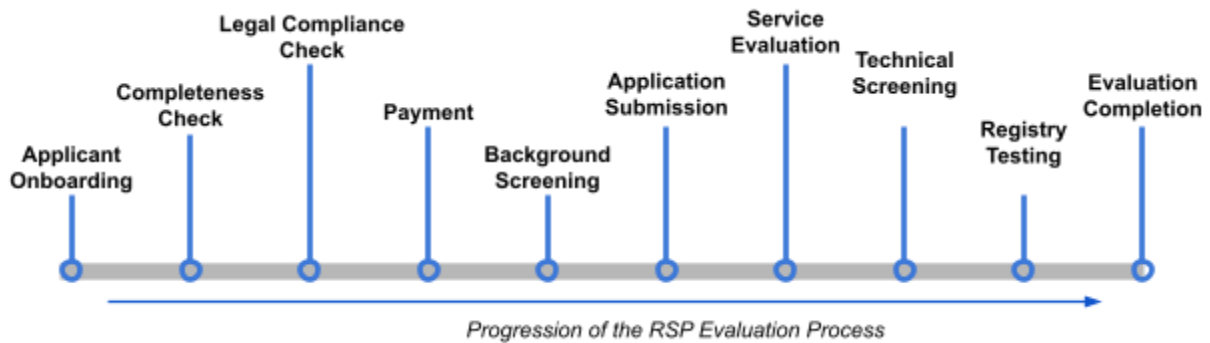 Applicant
Onboarding
Completeness
Check
Legal Compliance
Check
Payment
Background
Screening
Application
Submission
Service
Evaluation
Technical
Screening
Registry
Testing
Evaluation
Completion
Progression of the RSP Evaluation Process